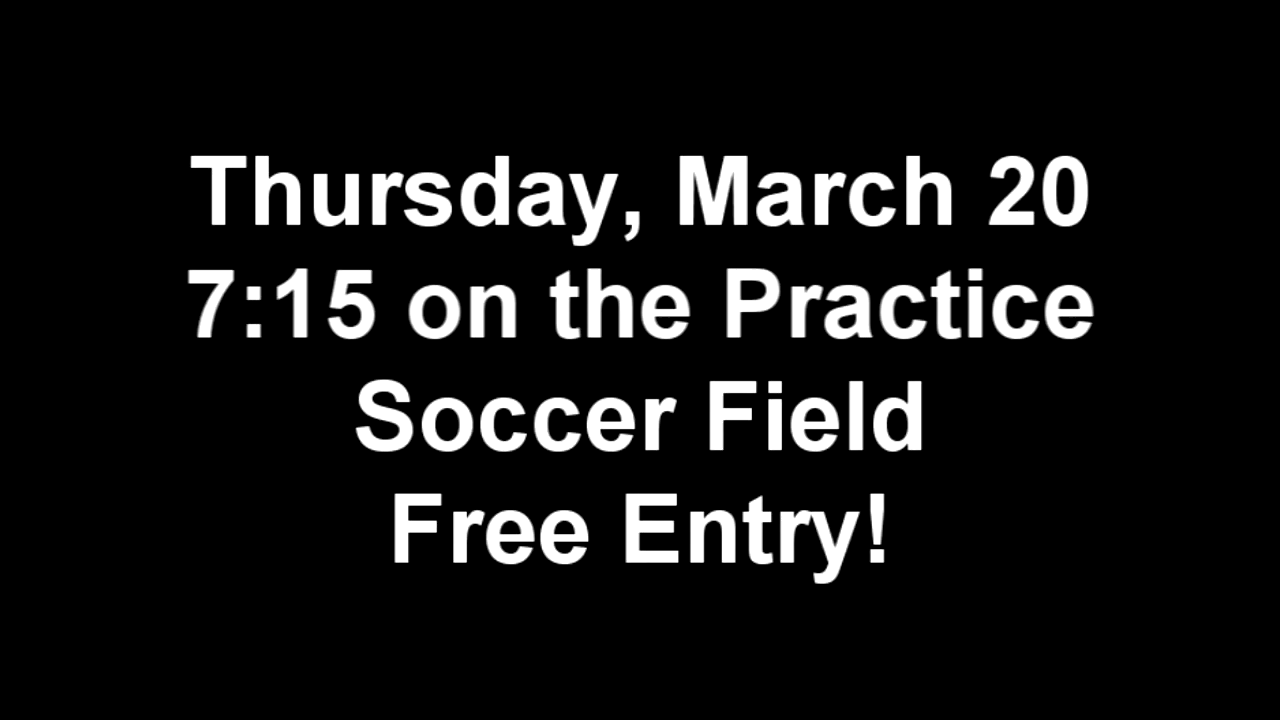 Thursday, March 20
7:15 on the Practice
Soccer Field
Free Entry!